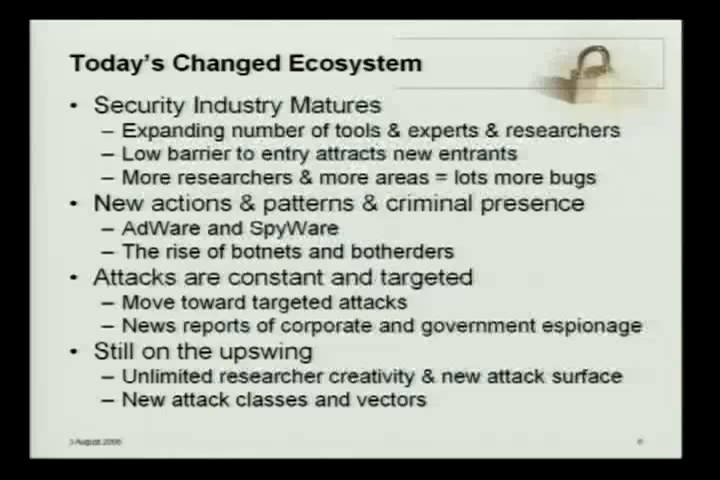 Today's Changed Ecosystem
• Security Industry Matures
– Expanding number of tools & experts & researchers
– Low barrier to entry attracts new entrants
– More researchers & more areas = lots more bugs
• New actions & patterns & criminal presence
– AdWare and SpyWare
– The rise of botnets and botherders
• Attacks are constant and targeted
– Move toward targeted attacks
– News reports of corporate and government espionage
• Still on the upswing
– Unlimited researcher creativity & new attack surface
– New attack classes and vectors
August